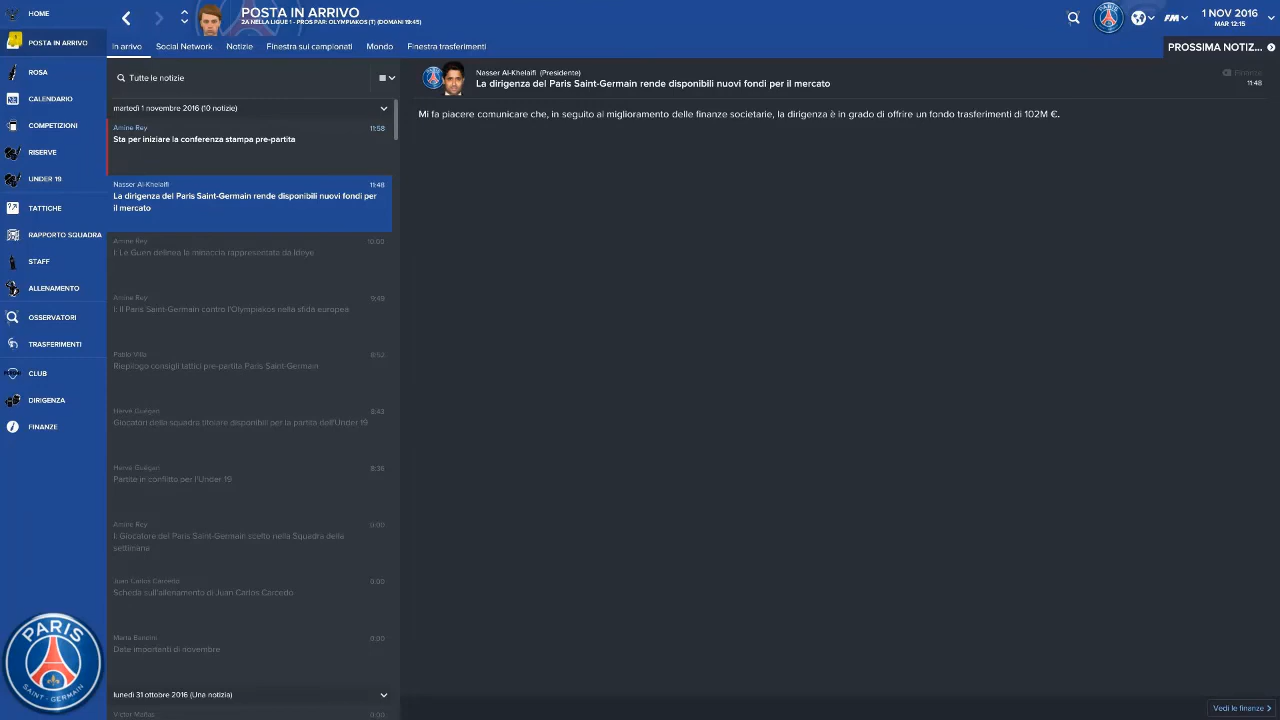 POSTA IN ARRIVO
2A NELLA LIGUE 1 - PROS PAR: OLYMPIAKOS (T) (DOMANI 19:45)
FM
1 NOV 2016
MAR 12:15
HOME
POSTA IN ARRIVO
ROSA
CALENDARIO
COMPETIZIONI
RISERVE
UNDER 19
TATTICHE
RAPPORTO SQUADRA
STAFF
ALLENAMENTO
OSSERVATORI
TRASFERIMENTI
CLUB
DIRIGENZA
FINANZE
PARIS
SAINT-GERMAIN
In arrivo Social Network Notizie Finestra sui campionati Mondo Finestra trasferimenti
PROSSIMA NOTIZ...
Tutte le notizie
martedì 1 novembre 2016 (10 notizie)
Amine Rey 11:58
Sta per iniziare la conferenza stampa pre-partita
Nasser Al-Khelaifi 11:48
La dirigenza del Paris Saint-Germain rende disponibili nuovi fondi per
il mercato
Amine Rey 10:00
I: Le Guen delinea la minaccia rappresentata da
Amine Rey 9:48
I: Il Paris Saint-Germain contro l'Olympiakos nella sfida europea
Pablo Villa 8:53
Riepilogo consigli tattici pre-partita Paris Saint-Germain
Hervé Guégan 8:43
Giocatori della squadra titolare disponibili per la partita dell'Under 19
Hervé Guégan 8:36
Partite in conflitto per l'Under 19
Amine Rey 0:00
I: Giocatore del Paris Saint-Germain scelto nella Squadra della
settimana
Juan Carlos Carcedo 0:00
Scheda sull'allenamento di Juan Carlos Carcedo
0:00
Date importanti di novembre
lunedì 31 ottobre 2016 (Una notizia)
0:00
Nasser Al-Khelaifi (Presidente)
La dirigenza del Paris Saint-Germain rende disponibili nuovi fondi per il mercato
Finanze
11:48
Mi fa piacere comunicare che, in seguito al miglioramento delle finanze societarie, la dirigenza è in grado di offrire un fondo trasferimenti di 102M €.
Vedi le finanze